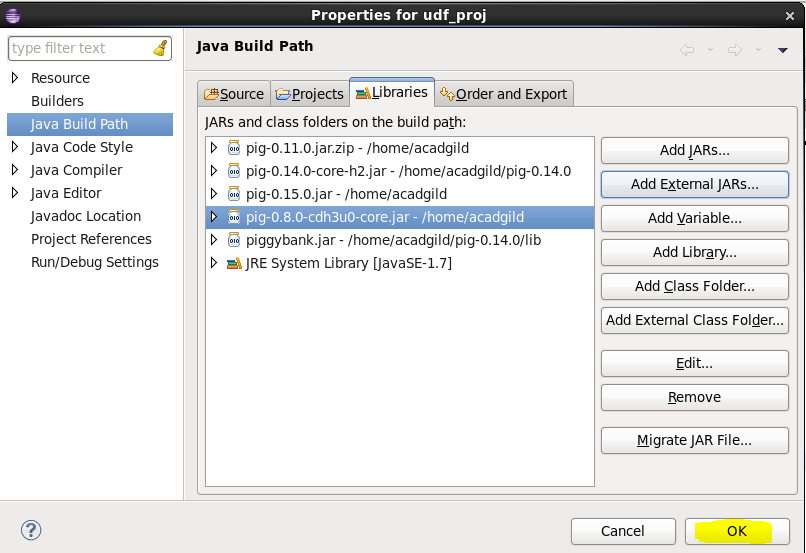 Properties for udf_proj
type filter text
Resource
Builders
Java Build Path
Java Code Style
Java Compiler
Java Editor
Javadoc Location
Project References
Run/Debug Settings
Java Build Path
Source
Projects
Libraries
Order and Export
JARs and class folders on the build path:
pig-0.11.0.jar.zip - /home/acadgild
pig-0.14.0-core-h2.jar - /home/acadgild/pig-0.14.0
pig-0.15.0.jar - /home/acadgild
pig-0.8.0-cdh3u0-core.jar - /home/acadgild
piggybank.jar - /home/acadgild/pig-0.14.0/lib
JRE System Library [JavaSE-1.7]
Add JARs...
Add External JARs...
Add Variable...
Add Library...
Add Class Folder...
Add External Class Folder...
Edit...
Remove
Migrate JAR File...
?
Cancel
OK